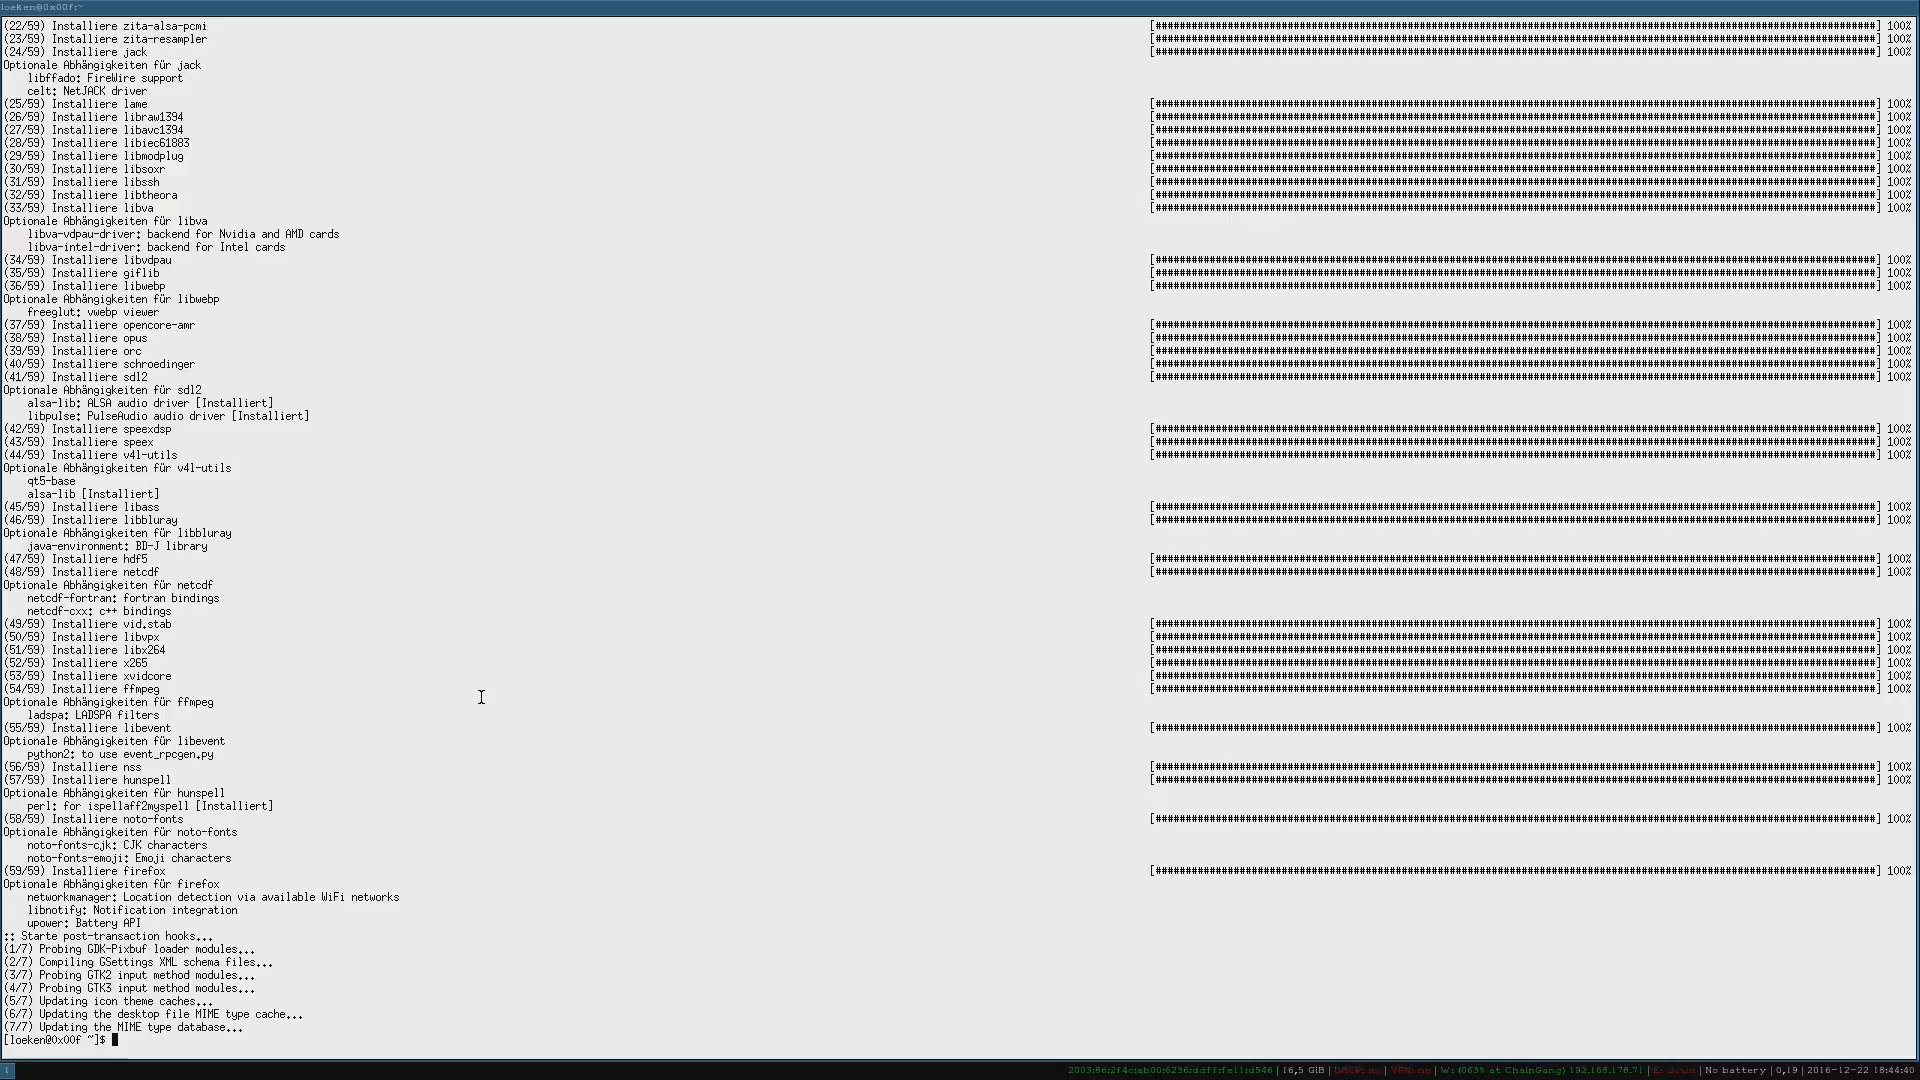 loeken@0x00f:~
(22/59) Installiere zita-alsa-pcmi [############################################################] 100%
(23/59) Installiere zita-resampler [############################################################] 100%
(24/59) Installiere jack [############################################################] 100%
Optionale Abhängigkeiten für jack
libffado: FireWire support
celt: NetJACK driver
(25/59) Installiere lame [############################################################] 100%
(26/59) Installiere libraw1394 [############################################################] 100%
(27/59) Installiere libavc1394 [############################################################] 100%
(28/59) Installiere libiec61883 [############################################################] 100%
(29/59) Installiere libmodplug [############################################################] 100%
(30/59) Installiere libsoxr [############################################################] 100%
(31/59) Installiere libssh [############################################################] 100%
(32/59) Installiere libtheora [############################################################] 100%
(33/59) Installiere libva [############################################################] 100%
Optionale Abhängigkeiten für libva
libva-vdpau-driver: backend for Nvidia and AMD cards
libva-intel-driver: backend for Intel cards
(34/59) Installiere libvdpau [############################################################] 100%
(35/59) Installiere giflib [############################################################] 100%
(36/59) Installiere libwebp [############################################################] 100%
Optionale Abhängigkeiten für libwebp
freeglut: vwebp viewer
(37/59) Installiere opencore-amr [############################################################] 100%
(38/59) Installiere opus [############################################################] 100%
(39/59) Installiere orc [############################################################] 100%
(40/59) Installiere schroedinger [############################################################] 100%
(41/59) Installiere sdl2 [############################################################] 100%
Optionale Abhängigkeiten für sdl2
alsa-lib: ALSA audio driver [Installiert]
libpulse: PulseAudio audio driver [Installiert]
(42/59) Installiere speexdsp [############################################################] 100%
(43/59) Installiere speex [############################################################] 100%
(44/59) Installiere v4l-utils [############################################################] 100%
Optionale Abhängigkeiten für v4l-utils
qt5-base
alsa-lib [Installiert]
(45/59) Installiere libass [############################################################] 100%
(46/59) Installiere libbluray [############################################################] 100%
Optionale Abhängigkeiten für libbluray
java-environment: BD-J library
(47/59) Installiere hdf5 [############################################################] 100%
(48/59) Installiere netcdf [############################################################] 100%
Optionale Abhängigkeiten für netcdf
netcdf-fortran: fortran bindings
netcdf-cxx: c++ bindings
(49/59) Installiere vid.stab [############################################################] 100%
(50/59) Installiere libvpx [############################################################] 100%
(51/59) Installiere libx264 [############################################################] 100%
(52/59) Installiere x265 [############################################################] 100%
(53/59) Installiere xvidcore [############################################################] 100%
(54/59) Installiere ffmpeg [############################################################] 100%
Optionale Abhängigkeiten für ffmpeg
ladspa: LADSPA filters
(55/59) Installiere libevent [############################################################] 100%
Optionale Abhängigkeiten für libevent
python2: to use event_rpcgen.py
(56/59) Installiere nss [############################################################] 100%
(57/59) Installiere hunspell [############################################################] 100%
Optionale Abhängigkeiten für hunspell
perl: for ispellaff2myspell [Installiert]
(58/59) Installiere noto-fonts [############################################################] 100%
Optionale Abhängigkeiten für noto-fonts
noto-fonts-cjk: CJK characters
noto-fonts-emoji: Emoji characters
(59/59) Installiere firefox [############################################################] 100%
Optionale Abhängigkeiten für firefox
networkmanager: Location detection via available WiFi networks
libnotify: Notification integration
upower: Battery API
:: Starte post-transaction hooks...
(1/7) Probing GDK-Pixbuf loader modules...
(2/7) Compiling GSettings XML schema files...
(3/7) Probing GTK2 input method modules...
(4/7) Probing GTK3 input method modules...
(5/7) Updating icon theme caches...
(6/7) Updating the desktop file MIME type cache...
(7/7) Updating the MIME type database...
[loeken@0x00f ~]$
1 | 16,5 GiB | DHCP: no | VPN: no | W: (063% at ChainGang) 192.168.178.71 | E: down | No battery | 0,19 | 2016-12-22 18:44:40